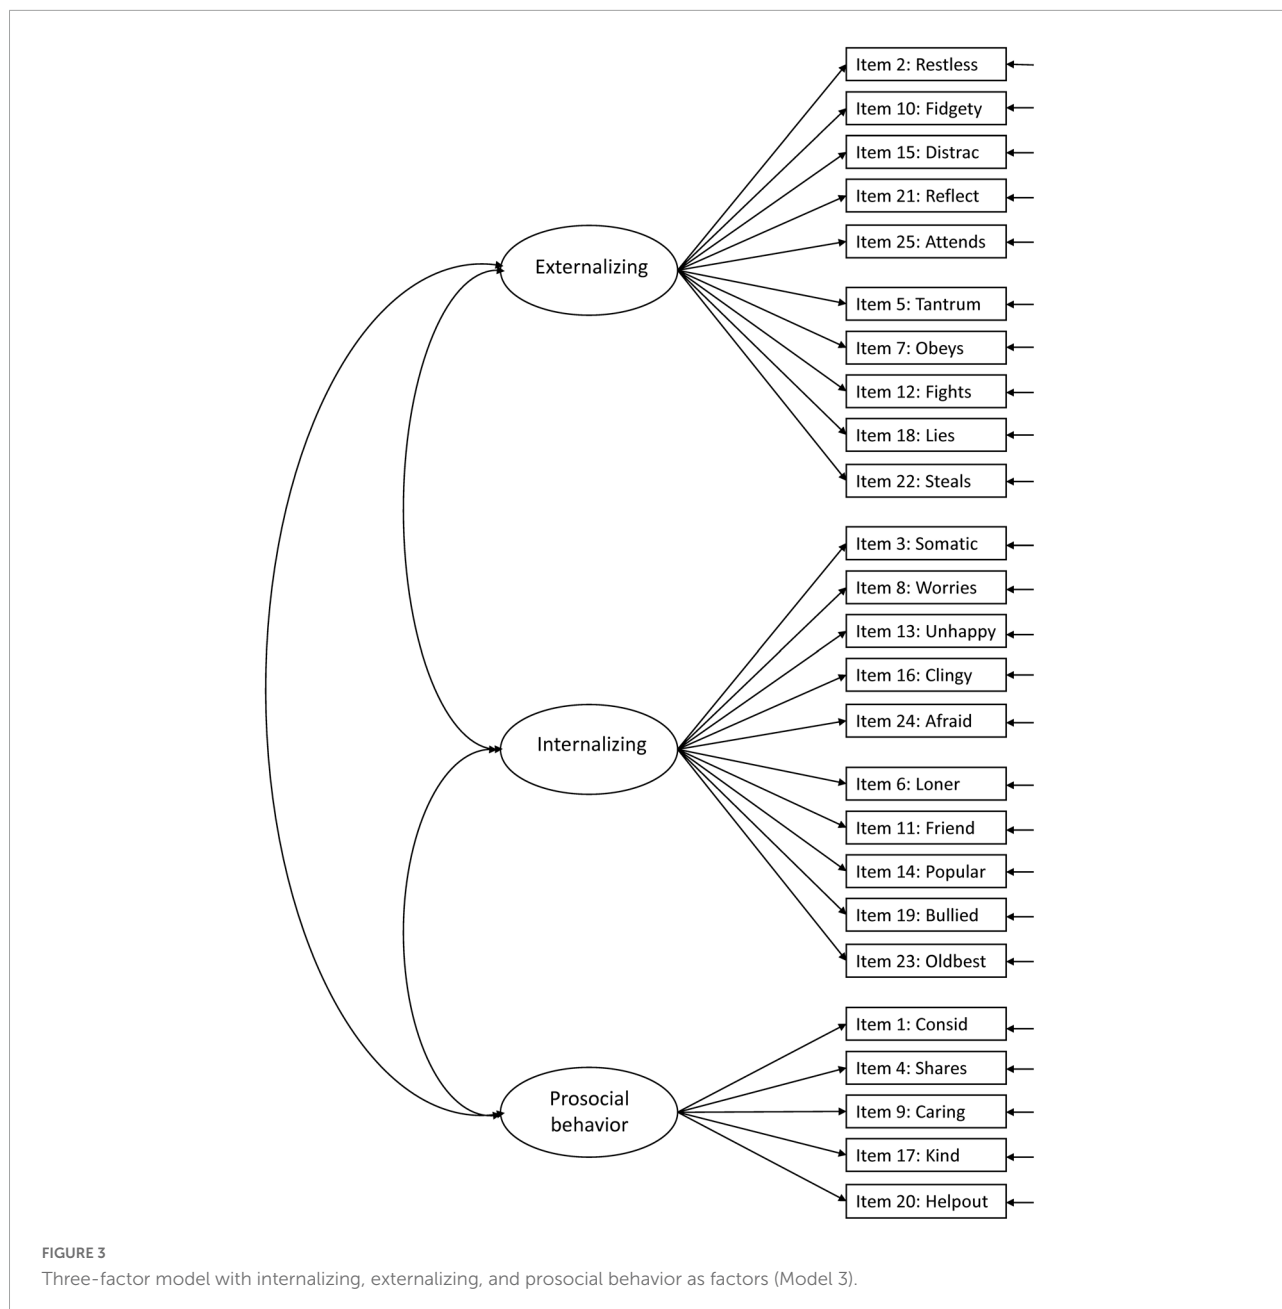 Item 2: Restless
Item 10: Fidgety
Item 15: Distrac
Item 21: Reflect
Item 25: Attends
Externalizing
Item 5: Tantrum
Item 7: Obeys
Item 12: Fights
Item 18: Lies
Item 22: Steals
Item 3: Somatic
Item 8: Worries
Item 13: Unhappy
Item 16: Clingy
Item 24: Afraid
Internalizing
Item 6: Loner
Item 11: Friend
Item 14: Popular
Item 19: Bullied
Item 23: Oldbest
Item 1: Consid
Item 4: Shares
Item 9: Caring
Item 17: Kind
Item 20: Helpout
Prosocial
behavior
FIGURE 3
Three-factor model with internalizing, externalizing, and prosocial behavior as factors (Model 3).